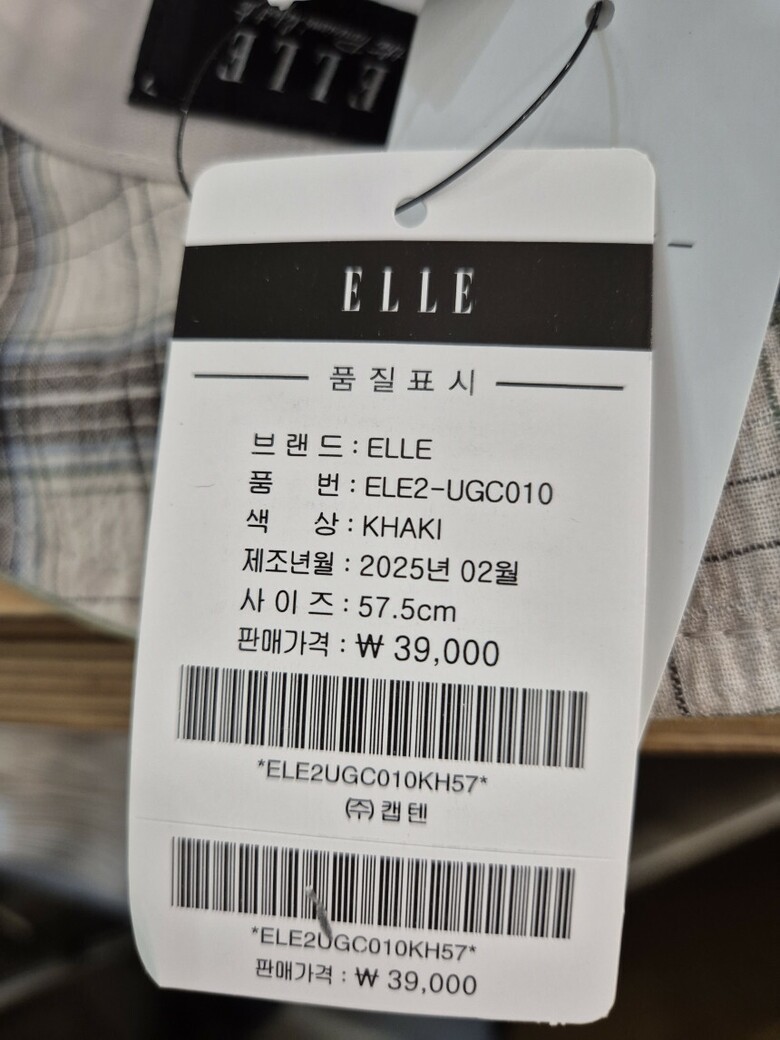 ELLE
ELLE
품질표시
브랜드 : ELLE
품 번 : ELE2-UGC010
색 상 : KHAKI
제조년월 : 2025년 02월
사이즈 : 57.5cm
판매가격 : ₩ 39,000
*ELE2UGC010KH57*
㈜캡텐
*ELE2UGC010KH57*
판매가격 : ₩ 39,000